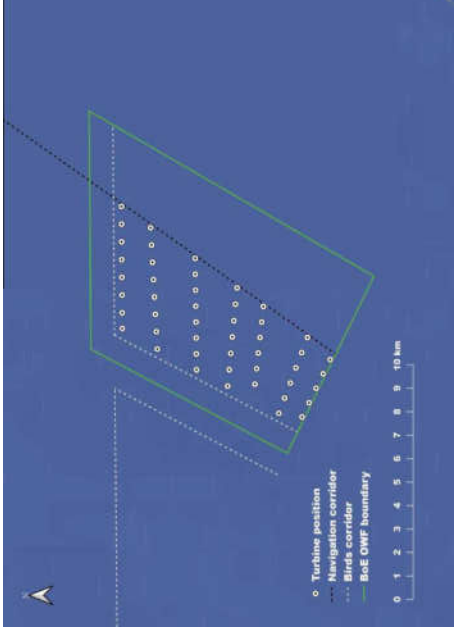 Turbine position
Navigation corridor
Birds corridor
BoE OWF boundary
0 1 2 3 4 5 6 7 8 9 10 km